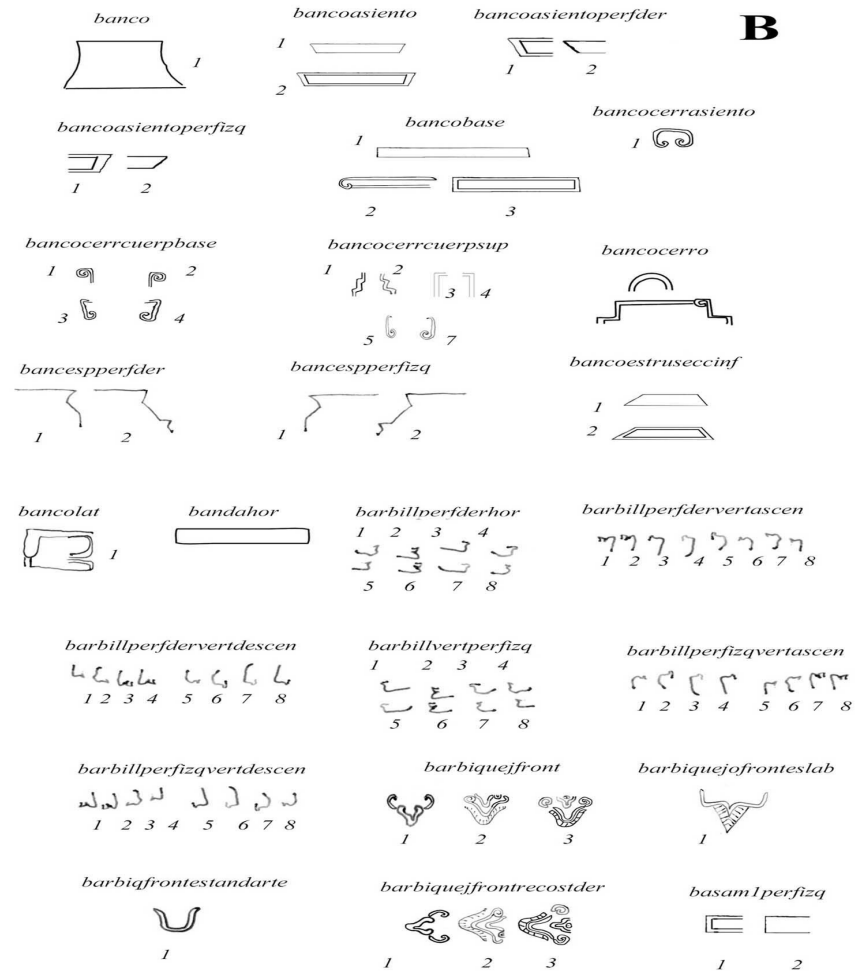 B
banco
1
bancoasiento
1
2
bancoasientoperfder
1 2
bancoasientoperfizq
1 2
bancobase
1
2 3
bancocerrasiento
1
bancocerrcuerpbase
1 2
3 4
bancocerrcuerpsup
1 2
3 4
5 7
bancocerro
bancespperfder
1 2
bancespperfizq
1 2
bancoestruseccinf
1
2
bancolat
1
bandahor
barbillperfderhor
1 2 3 4
5 6 7 8
barbillperfdervertascen
1 2 3 4 5 6 7 8
barbillperfdervertdescen
1 2 3 4 5 6 7 8
barbillvertperfizq
1 2 3 4
5 6 7 8
barbillperfizqvertascen
1 2 3 4 5 6 7 8
barbillperfizqvertdescen
1 2 3 4 5 6 7 8
barbiquejfront
1 2 3
barbiquejofronteslab
1
barbiqfrontestandarte
1
barbiquejfrontrecostder
1 2 3
basam1perfizq
1 2